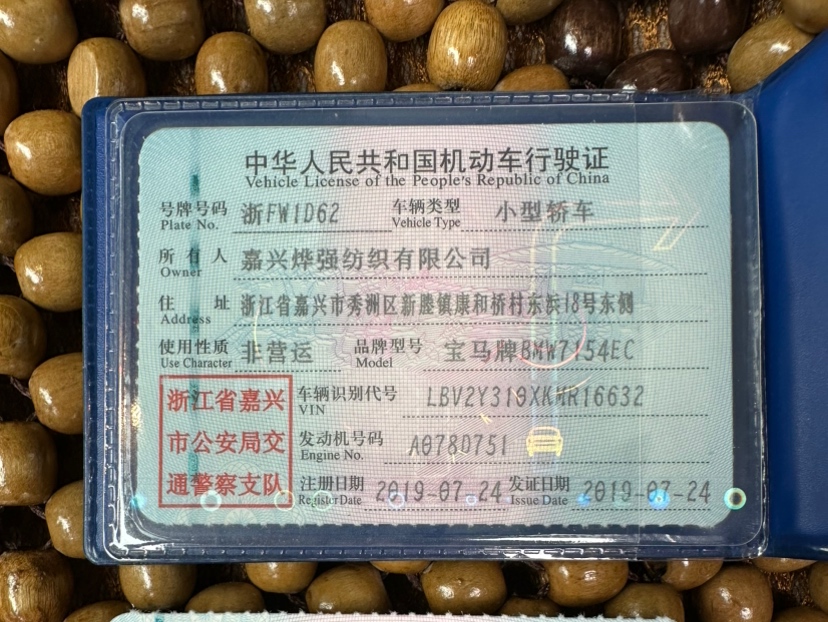 中华人民共和国机动车行驶证
Vehicle License of the People's Republic of China
号牌号码 浙FW1D62 车辆类型 小型轿车
Plate No. Vehicle Type
所有人 嘉兴烨强纺织有限公司
Owner
住址 浙江省嘉兴市秀洲区新塍镇康和桥村东浜18号东侧
Address
使用性质 非营运 品牌型号 宝马牌BMW7154EC
Use Character Model
浙江省嘉兴
市公安局交
通警察支队
车辆识别代号 LBV2Y3109XKMR16632
VIN
发动机号码 A078D751
Engine No.
注册日期 2019-07-24 发证日期 2019-07-24
Register Date Issue Date